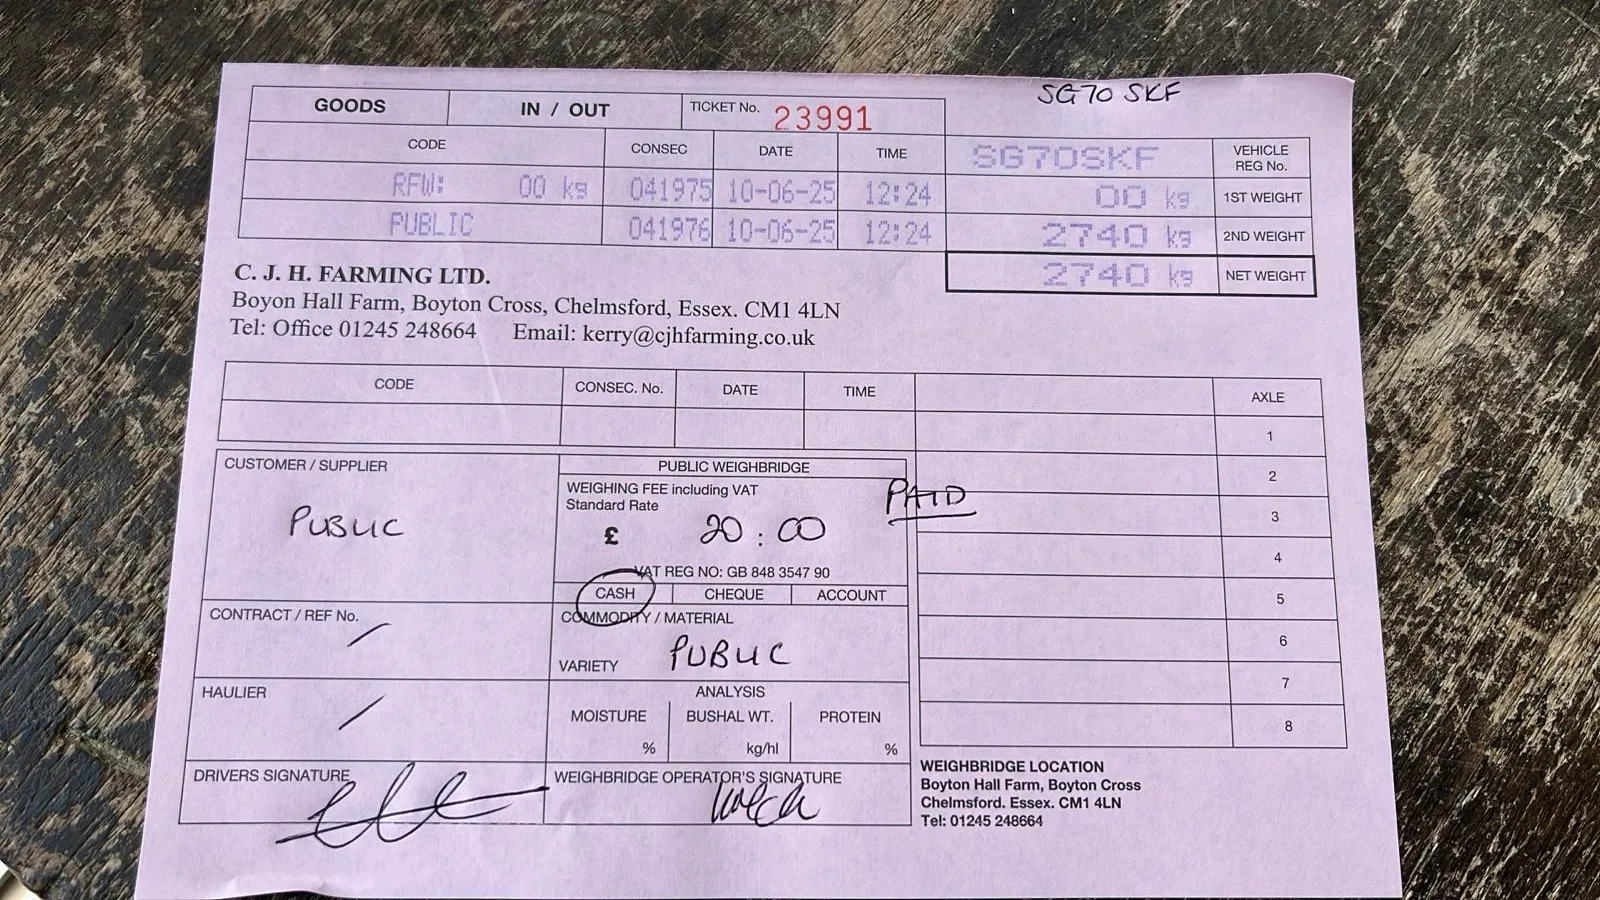 SG70 SKF
GOODS IN / OUT TICKET No. 23991
CODE CONSEC DATE TIME SG70SKF VEHICLE REG No.
RFW: 00 kg 041975 10-06-25 12:24 00 kg 1ST WEIGHT
PUBLIC 041976 10-06-25 12:24 2740 kg 2ND WEIGHT
2740 kg NET WEIGHT
C. J. H. FARMING LTD.
Boyon Hall Farm, Boyton Cross, Chelmsford, Essex. CM1 4LN
Tel: Office 01245 248664 Email: kerry@cjhfarming.co.uk
CODE CONSEC. No. DATE TIME AXLE
1
2
3
4
5
6
7
8
CUSTOMER / SUPPLIER
PUBLIC
PUBLIC WEIGHBRIDGE
WEIGHING FEE including VAT
Standard Rate
£ 20:00
PAID
VAT REG NO: GB 848 3547 90
CASH CHEQUE ACCOUNT
CONTRACT / REF No.
COMMODITY / MATERIAL
PUBLIC
VARIETY
HAULIER
ANALYSIS
MOISTURE BUSHAL WT. PROTEIN
% kg/hl %
DRIVERS SIGNATURE
WEIGHBRIDGE OPERATOR'S SIGNATURE
WEIGHBRIDGE LOCATION
Boyton Hall Farm, Boyton Cross
Chelmsford. Essex. CM1 4LN
Tel: 01245 248664